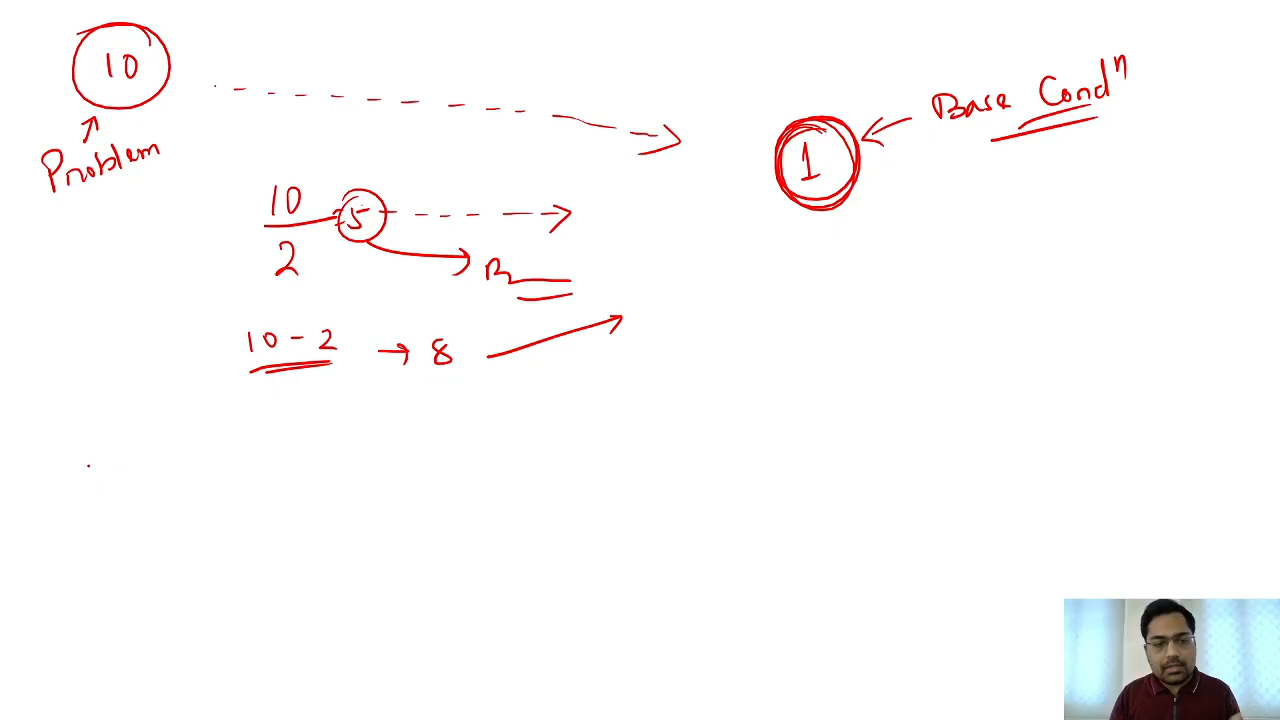 10
Problem
1
Base Condⁿ
10
2
5
10 - 2 → 8